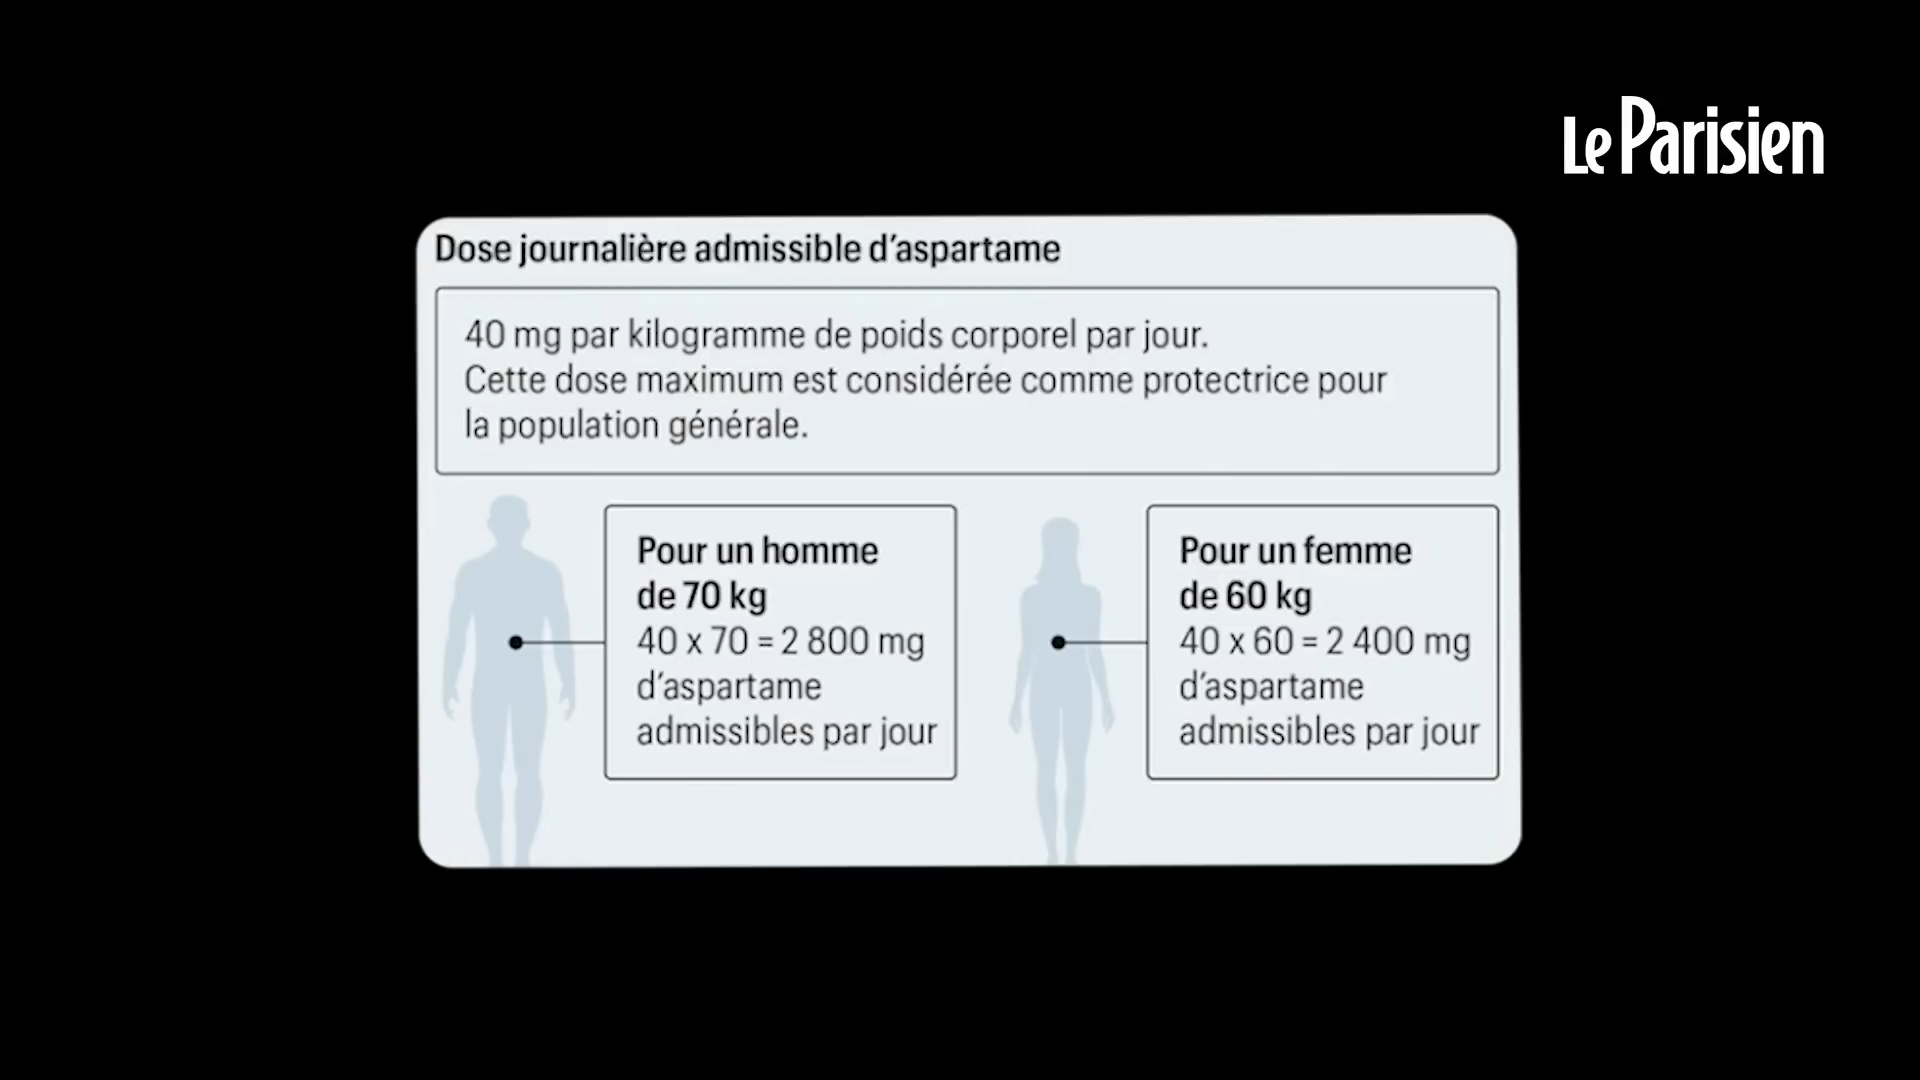 Le Parisien
Dose journalière admissible d'aspartame
40 mg par kilogramme de poids corporel par jour.
Cette dose maximum est considérée comme protectrice pour
la population générale.
Pour un homme
de 70 kg
40 x 70 = 2 800 mg
d'aspartame
admissibles par jour
Pour un femme
de 60 kg
40 x 60 = 2 400 mg
d'aspartame
admissibles par jour